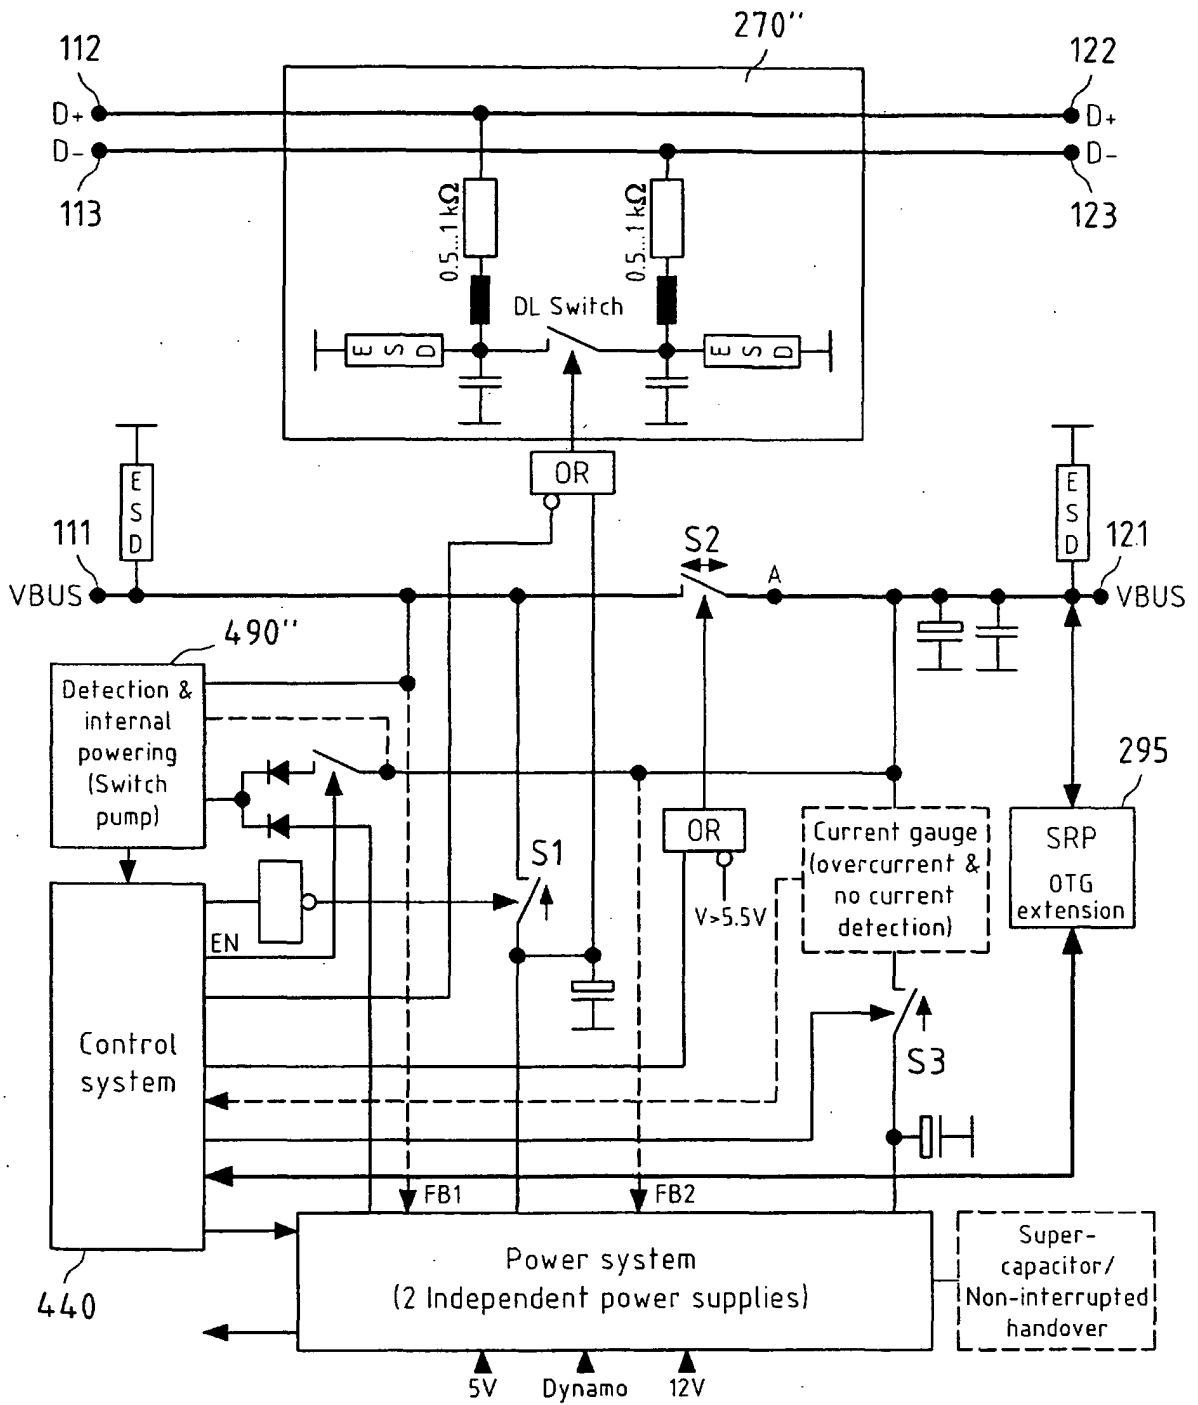 270''
112
122
D+
D+
D-
D-
113
123
0.5...1 kΩ
0.5...1 kΩ
DL Switch
ESD
ESD
OR
ESD
ESD
111
S2
121
VBUS
A
VBUS
490''
Detection &
internal
powering
(Switch
pump)
295
OR
Current gauge
(overcurrent &
no current
detection)
SRP
OTG
extension
S1
V>5.5V
EN
Control
system
S3
FB1
FB2
440
Power system
(2 Independent power supplies)
Super-
capacitor/
Non-interrupted
handover
5V
Dynamo
12V